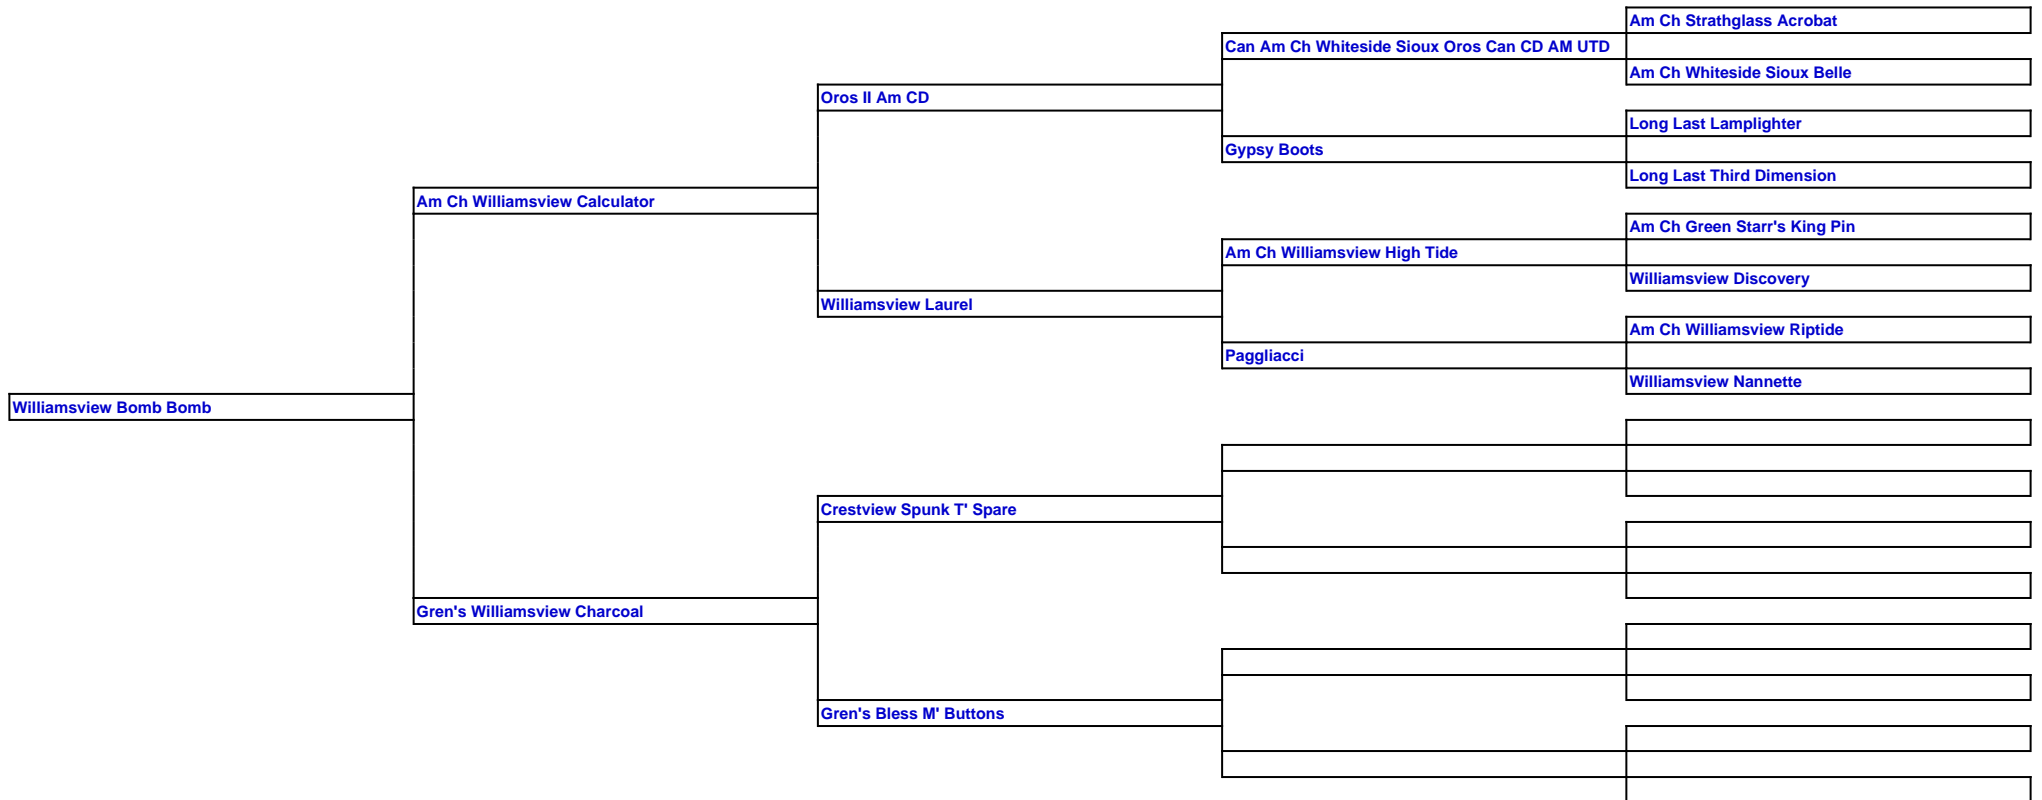 Am Ch Strathglass Acrobat
Can Am Ch Whiteside Sioux Oros Can CD AM UTD
Am Ch Whiteside Sioux Belle
Oros II Am CD
Long Last Lamplighter
Gypsy Boots
Long Last Third Dimension
Am Ch Williamsview Calculator
Am Ch Green Starr's King Pin
Am Ch Williamsview High Tide
Williamsview Discovery
Williamsview Laurel
Am Ch Williamsview Riptide
Paggliacci
Williamsview Nannette
Williamsview Bomb Bomb
Crestview Spunk T' Spare
Gren's Williamsview Charcoal
Gren's Bless M' Buttons